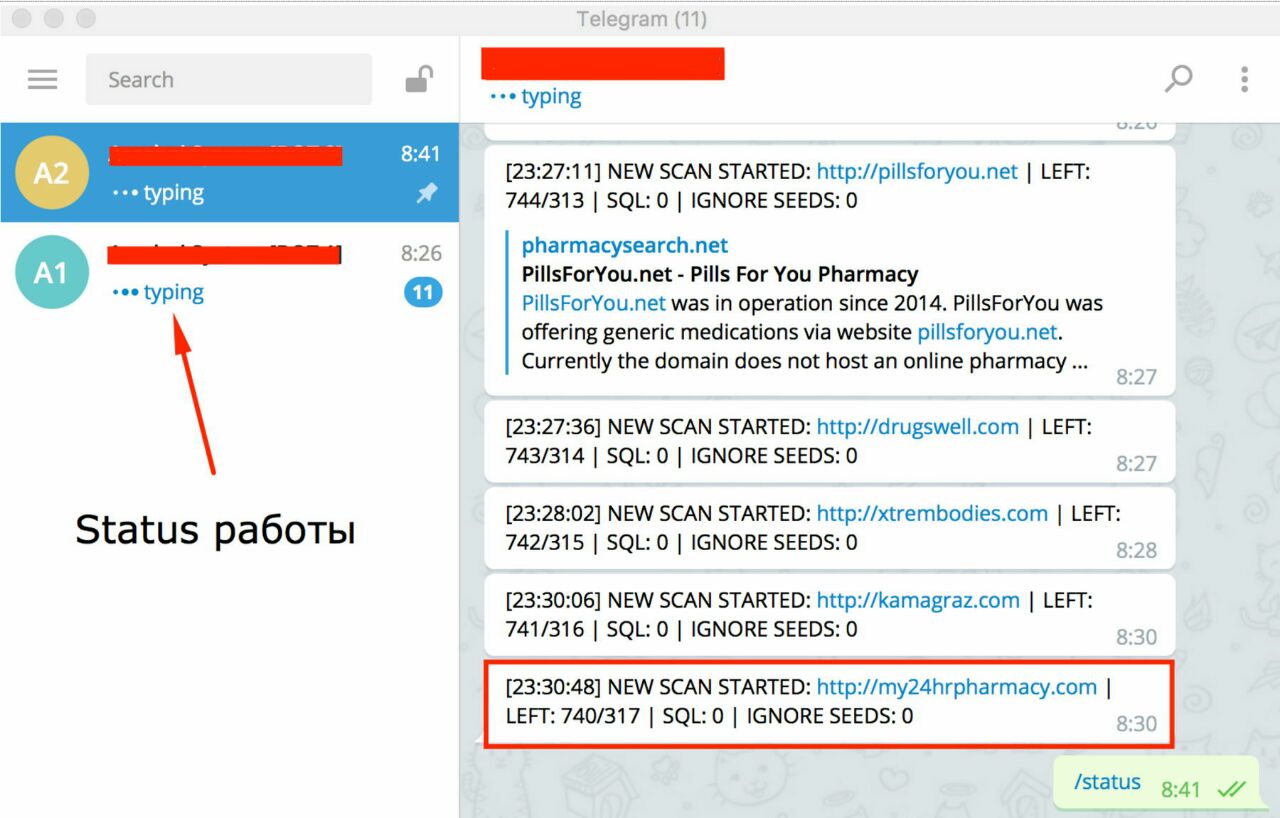 Telegram (11)
Search
A2
8:41
typing
A1
8:26
typing
11
Status работы
typing
[23:27:11] NEW SCAN STARTED: http://pillsforyou.net | LEFT:
744/313 | SQL: 0 | IGNORE SEEDS: 0
pharmacysearch.net
PillsForYou.net - Pills For You Pharmacy
PillsForYou.net was in operation since 2014. PillsForYou was
offering generic medications via website pillsforyou.net.
Currently the domain does not host an online pharmacy ...
8:27
[23:27:36] NEW SCAN STARTED: http://drugswell.com | LEFT:
743/314 | SQL: 0 | IGNORE SEEDS: 0
8:27
[23:28:02] NEW SCAN STARTED: http://xtrembodies.com | LEFT:
742/315 | SQL: 0 | IGNORE SEEDS: 0
8:28
[23:30:06] NEW SCAN STARTED: http://kamagraz.com | LEFT:
741/316 | SQL: 0 | IGNORE SEEDS: 0
8:30
[23:30:48] NEW SCAN STARTED: http://my24hrpharmacy.com |
LEFT: 740/317 | SQL: 0 | IGNORE SEEDS: 0
8:30
/status 8:41